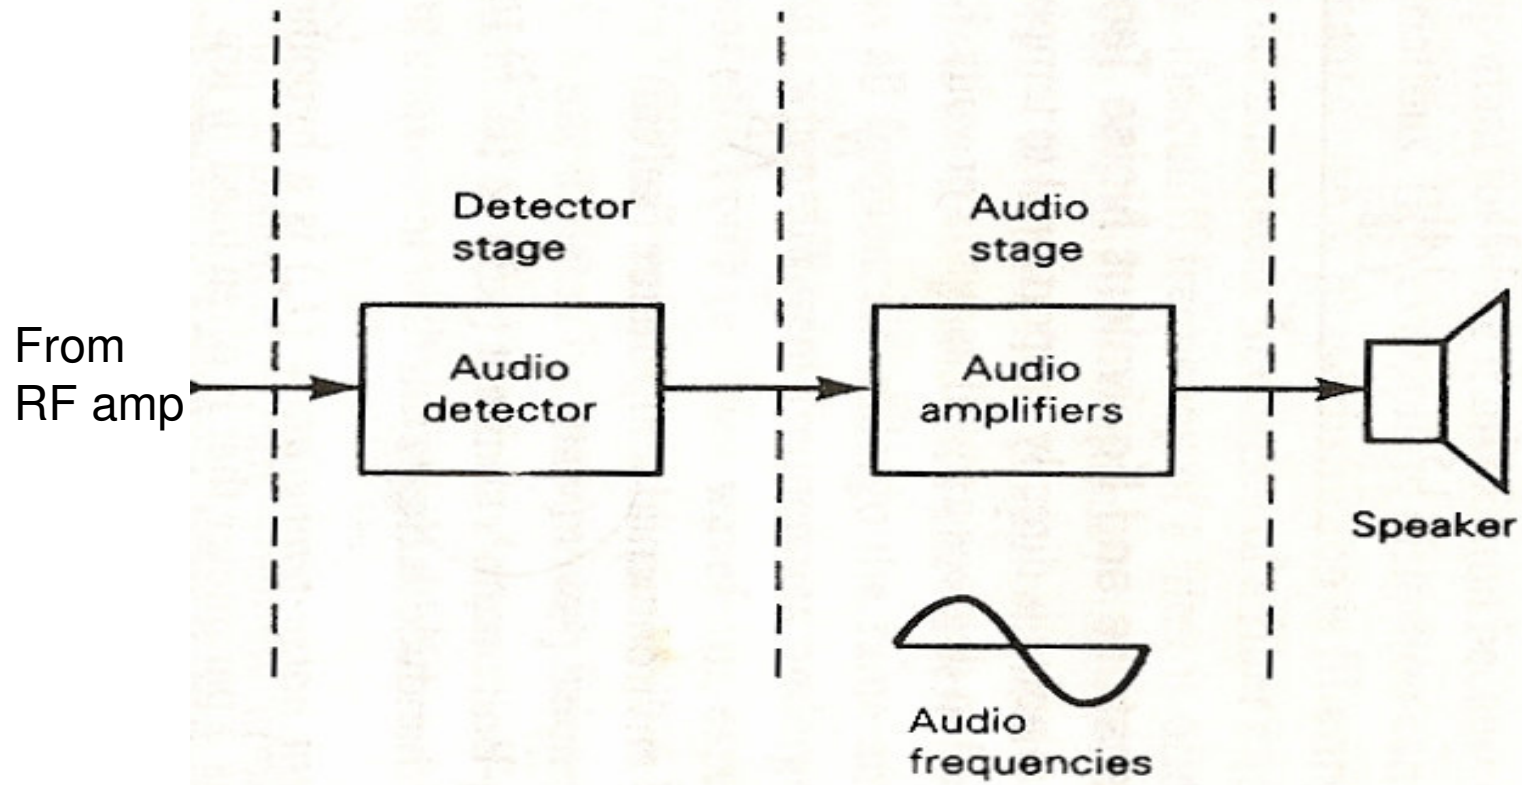 From
RF amp
Detector
stage
Audio
detector
Audio
stage
Audio
amplifiers
Speaker
Audio
frequencies